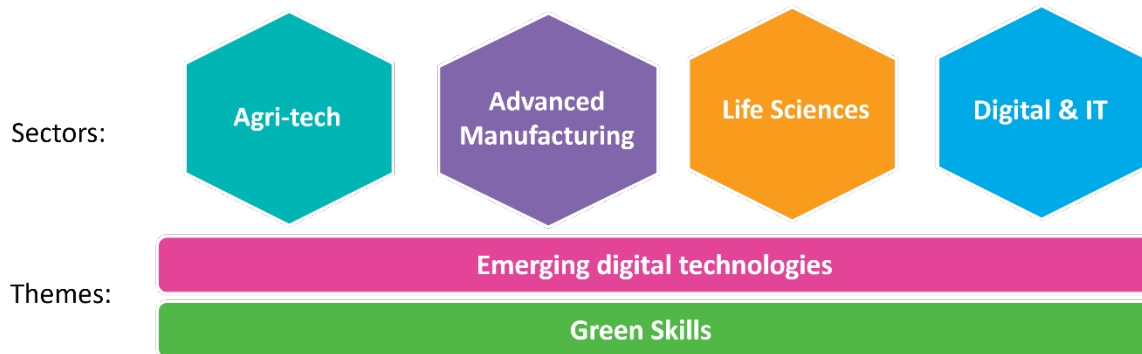 Sectors:
Agri-tech
Advanced
Manufacturing
Life Sciences
Digital & IT
Themes:
Emerging digital technologies
Green Skills